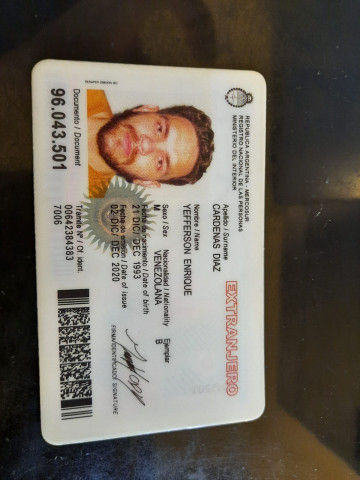 REPUBLICA ARGENTINA - MERCOSUR
REGISTRO NACIONAL DE LAS PERSONAS
MINISTERIO DEL INTERIOR
EXTRANJERO
Apellido / Surname
CARDENAS DIAZ
Nombre / Name
YEFFERSON ENRIQUE
Sexo / Sex
Nacionalidad / Nationality
Ejemplar
M
VENEZOLANA
B
Fecha de nacimiento / Date of birth
21 DIC/ DEC 1993
Fecha de emisión / Date of issue
02 DIC/ DEC 2020
FIRMA IDENTIFICADO / SIGNATURE
Documento / Document
96.043.501
Trámite N° / Of. ident.
00642384383
7006